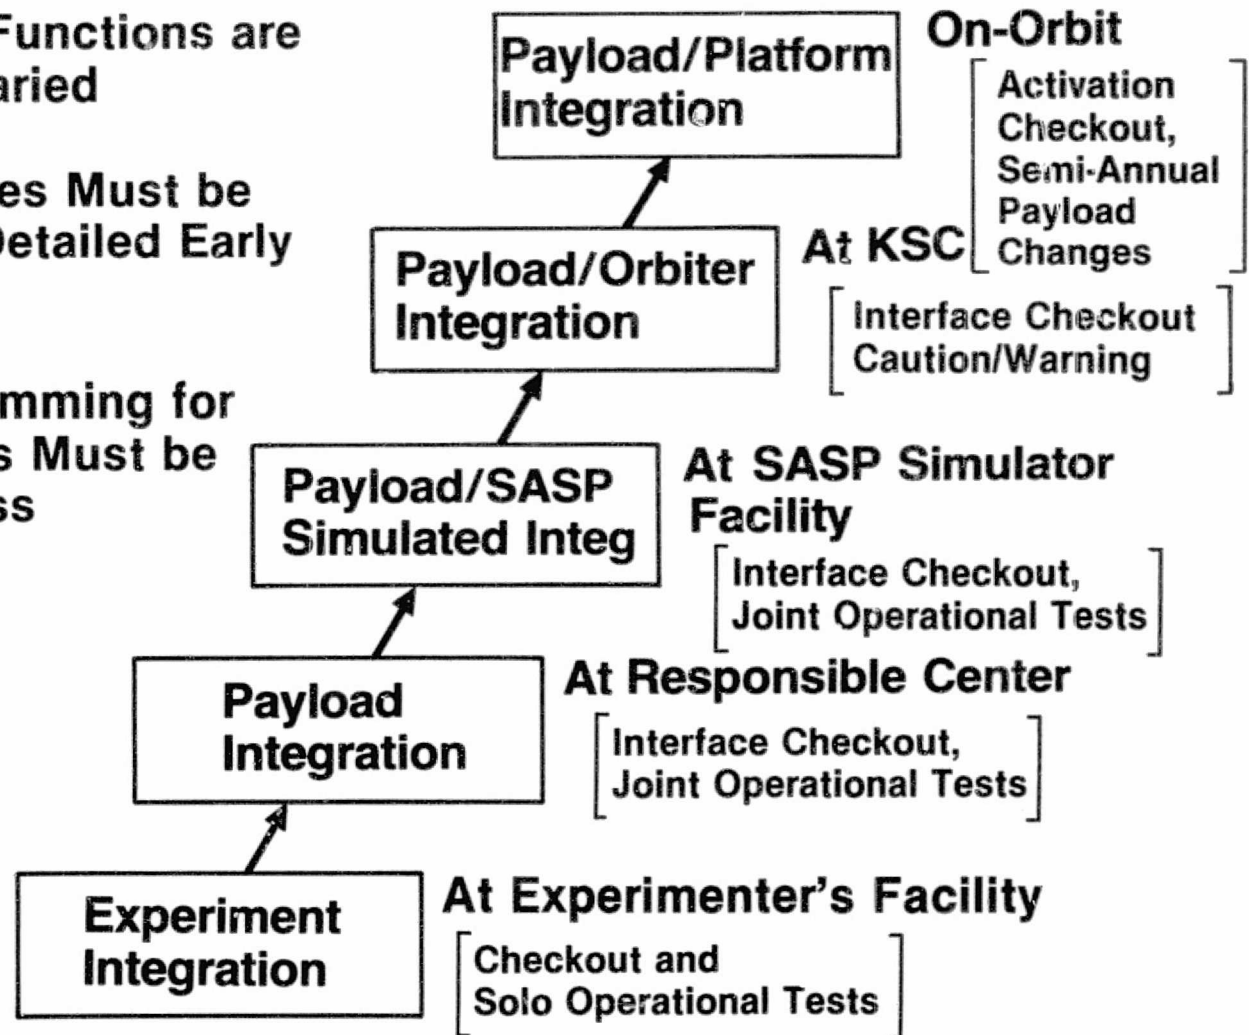 Functions are
aried
es Must be
Detailed Early
mming for
s Must be
ss
Payload/Platform
Integration
On-Orbit
Activation
Checkout,
Semi-Annual
Payload
Changes
Payload/Orbiter
Integration
At KSC
Interface Checkout
Caution/Warning
Payload/SASP
Simulated Integ
At SASP Simulator
Facility
Interface Checkout,
Joint Operational Tests
Payload
Integration
At Responsible Center
Interface Checkout,
Joint Operational Tests
Experiment
Integration
At Experimenter's Facility
Checkout and
Solo Operational Tests